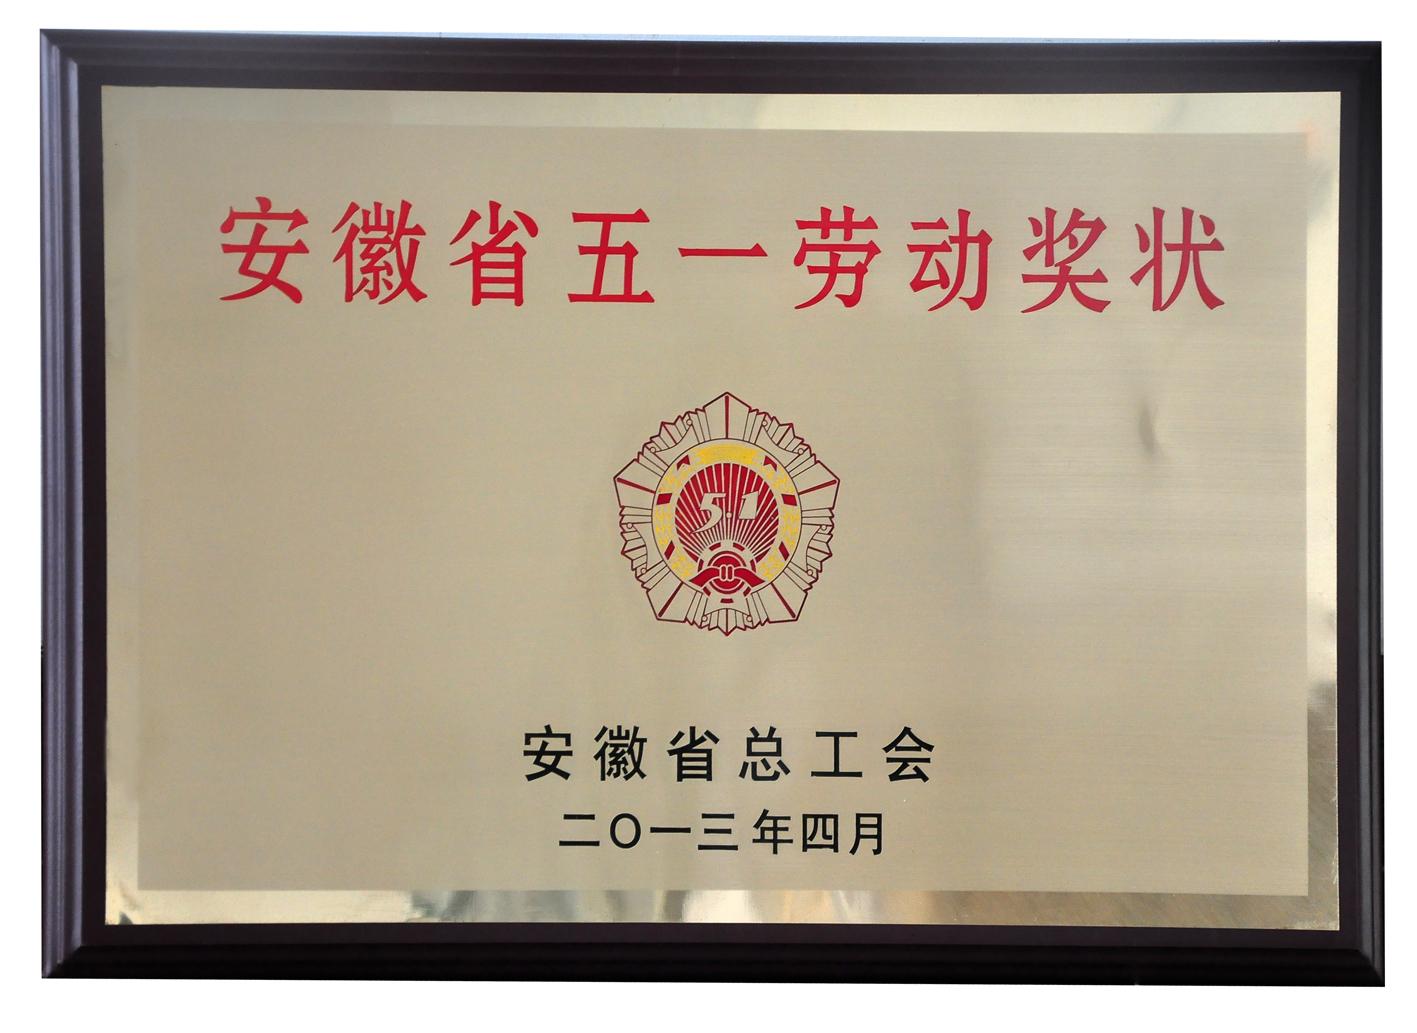 安徽省五一劳动奖状
5.1
安徽省总工会
二〇一三年四月